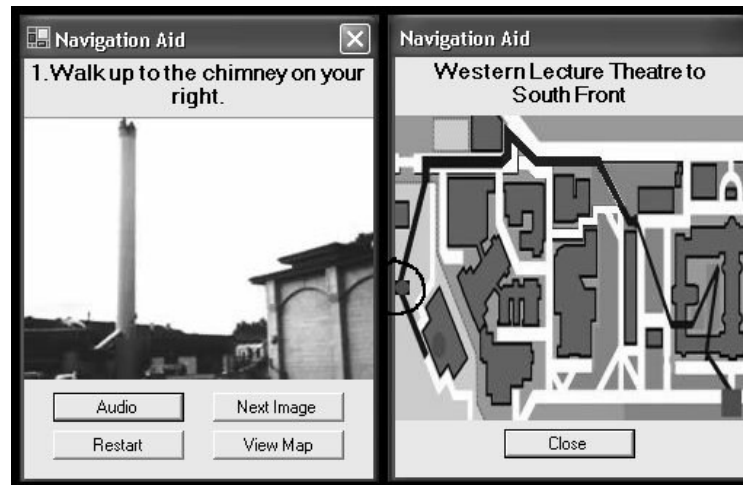 Navigation Aid
1.Walk up to the chimney on your
right.
Audio
Next Image
Restart
View Map
Navigation Aid
Western Lecture Theatre to
South Front
Close